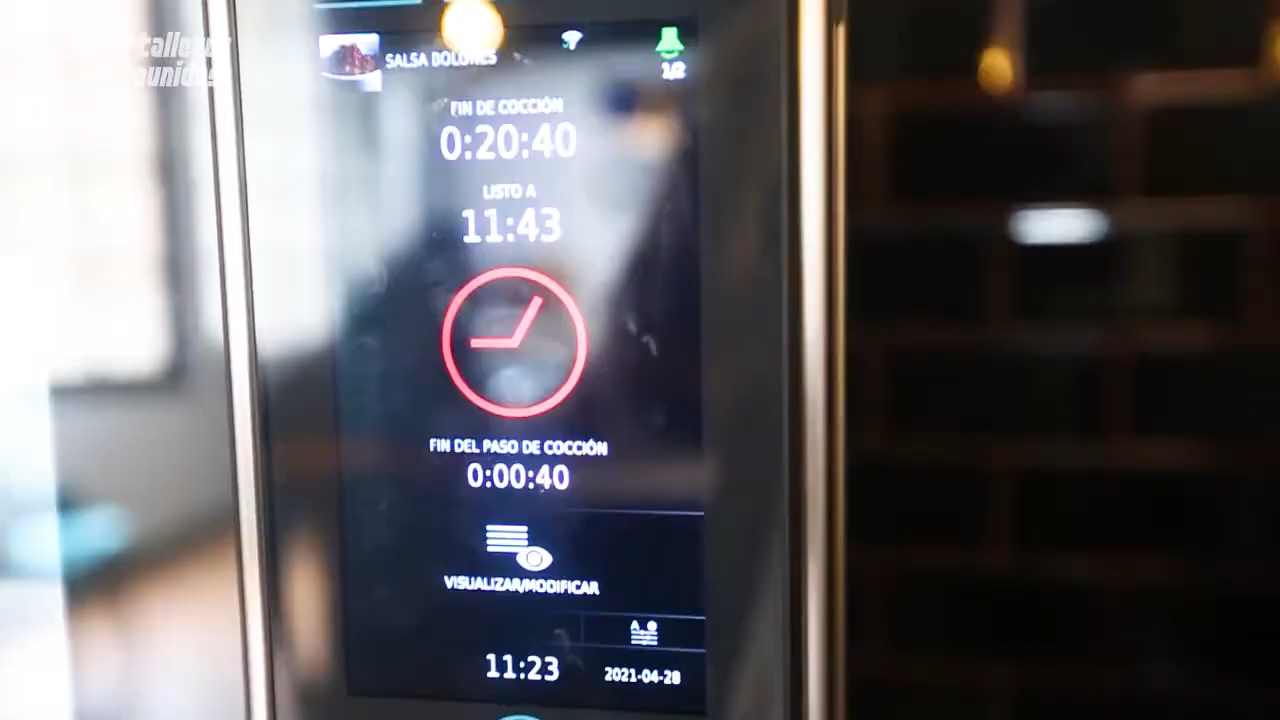 SALSA BOLOÑES
1/2
FIN DE COCCIÓN
0:20:40
LISTO A
11:43
FIN DEL PASO DE COCCIÓN
0:00:40
VISUALIZAR/MODIFICAR
11:23
2021-04-28